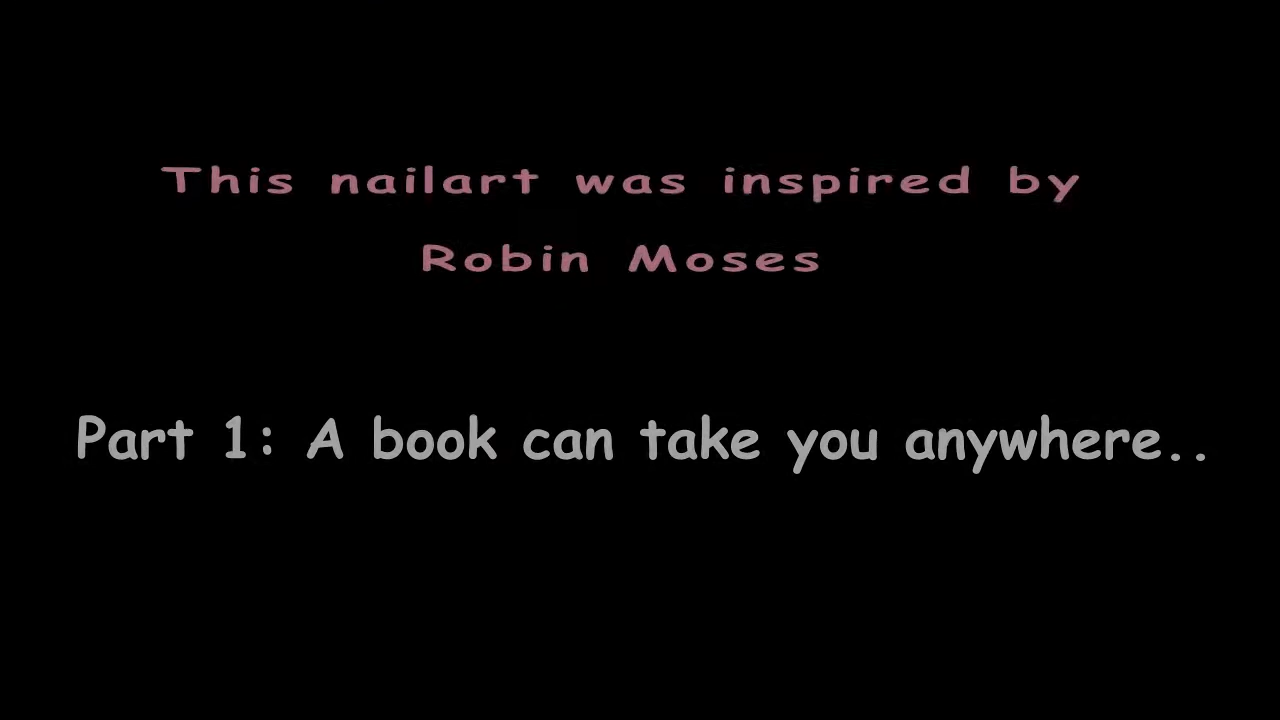 This nailart was inspired by
Robin Moses
Part 1: A book can take you anywhere..